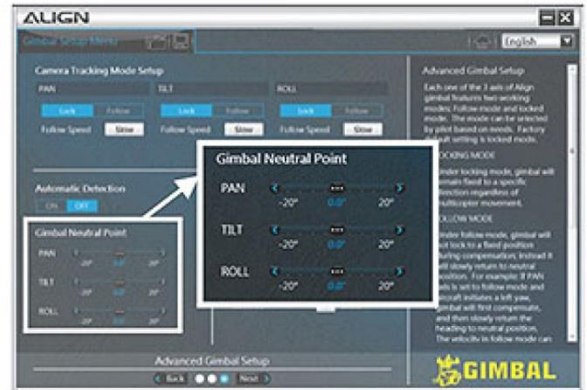 ALIGN
Gimbal Setup Menu
English
Camera Tracking Mode Setup
PAN TILT ROLL
Lock Follow Lock Follow Lock Follow
Follow Speed Slow Follow Speed Slow Follow Speed Slow
Automatic Detection
ON OFF
Gimbal Neutral Point
PAN
-20° 0.0° 20°
TILT
-20° 0.0° 20°
ROLL
-20° 0.0° 20°
Gimbal Neutral Point
PAN
-20° 0.0° 20°
TILT
-20° 0.0° 20°
ROLL
-20° 0.0° 20°
Advanced Gimbal Setup
Each one of the 3 axis of Align
gimbal features two working
modes: Follow mode and locked
mode. The mode can be selected
by pilot based on needs. Factory
default setting is locked mode.
LOCKING MODE
Under locking mode, gimbal will
remain fixed to a specific
direction regardless of
multicopter movement.
FOLLOW MODE
Under follow mode, gimbal will
not lock to a fixed position
during compensation, instead it
will slowly return to neutral
position. For example: If PAN
axis is set to follow mode and
aircraft initiates a left yaw,
gimbal will first compensate,
and then slowly return the
heading to neutral position.
The velocity in follow mode can
Advanced Gimbal Setup
Back Next
GIMBAL